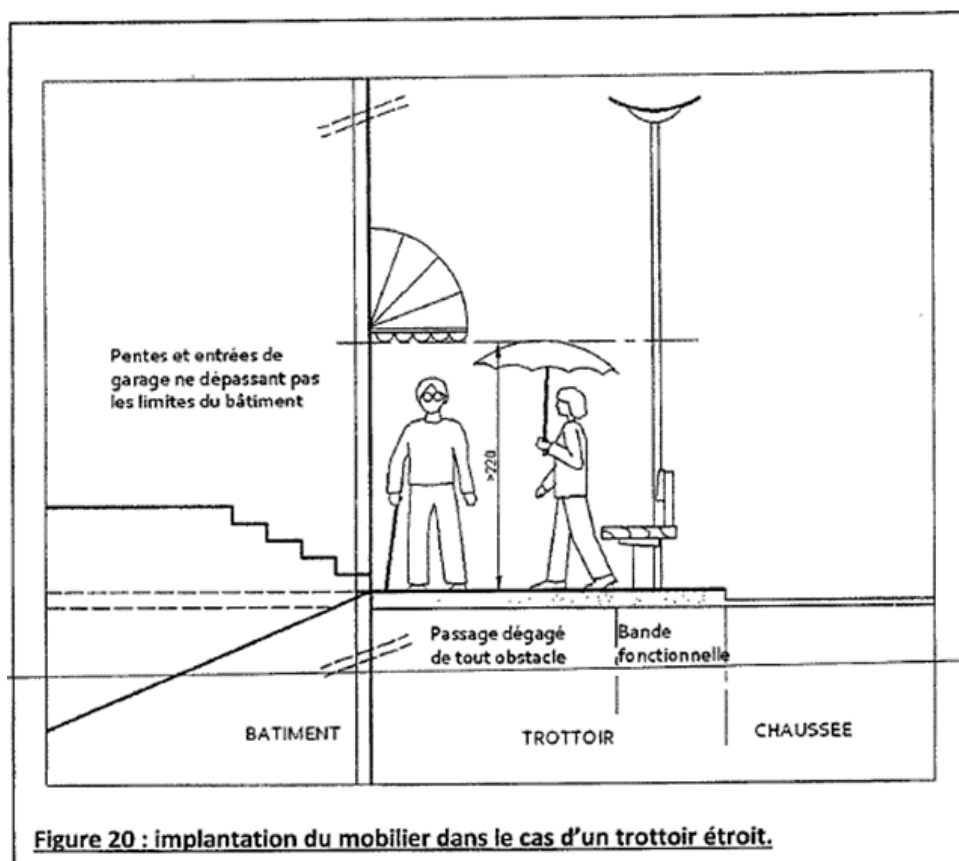 Pentes et entrées de
garage ne dépassant pas
les limites du bâtiment
>220
Passage dégagé
de tout obstacle
Bande
fonctionnelle
BATIMENT
TROTTOIR
CHAUSSEE
Figure 20 : implantation du mobilier dans le cas d'un trottoir étroit.